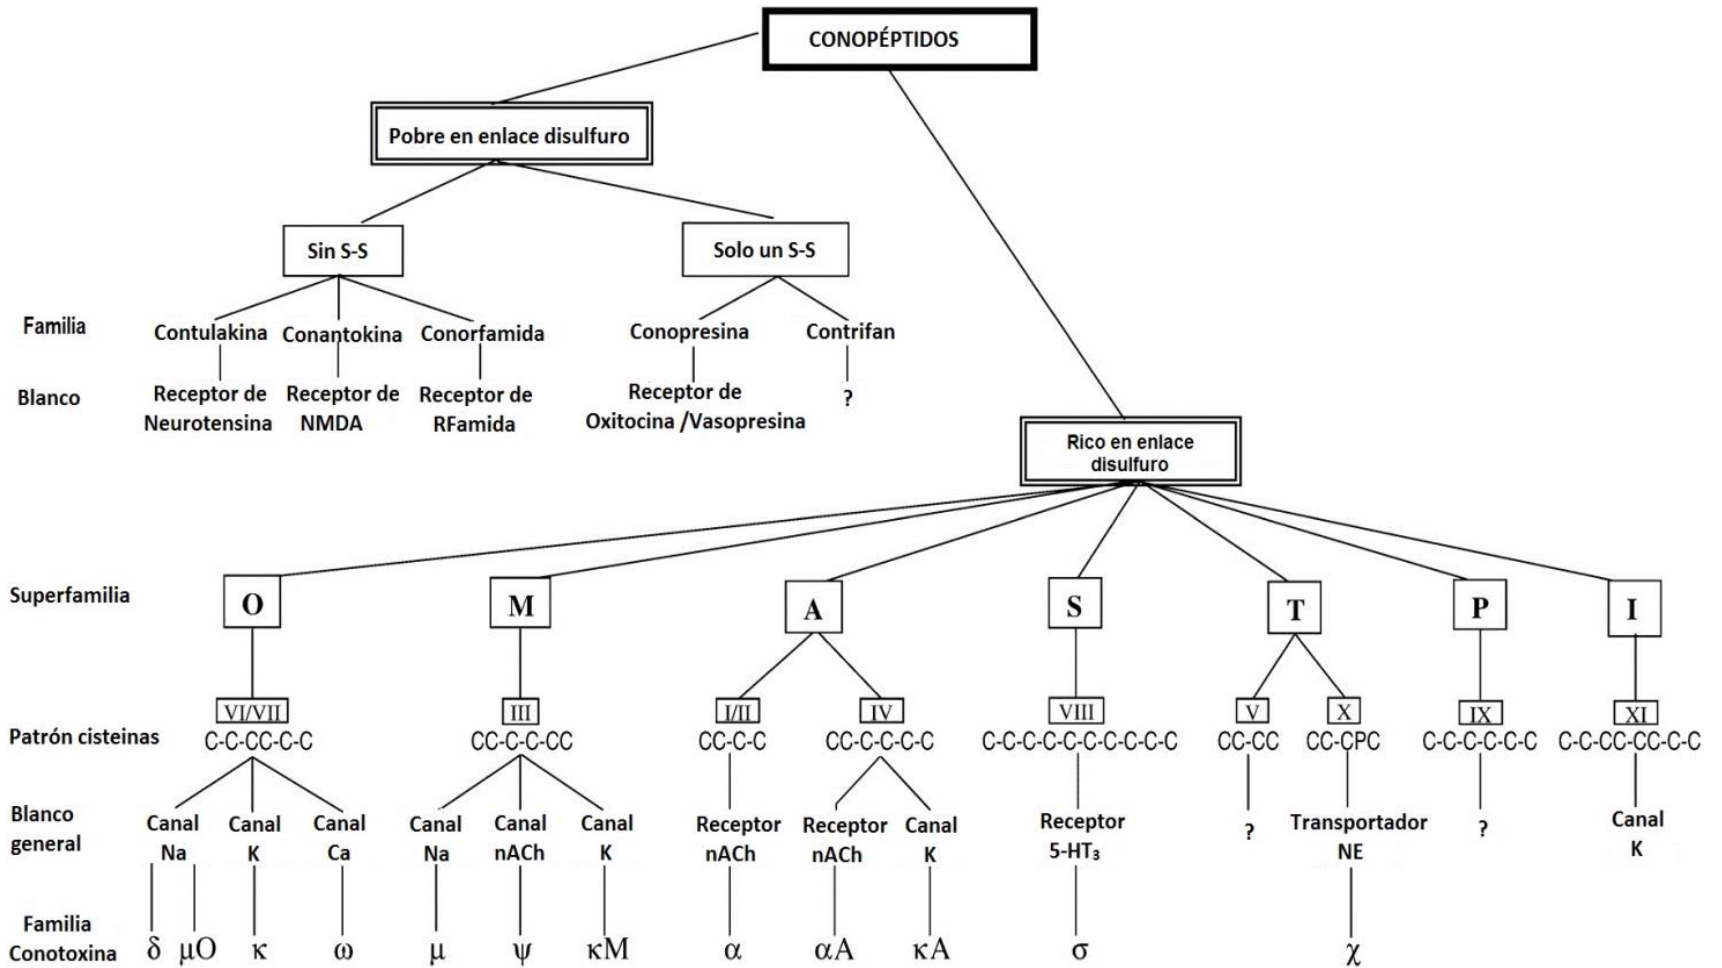 CONOPÉPTIDOS
Pobre en enlace disulfuro
Sin S-S
Solo un S-S
Familia
Contulakina
Conantokina
Conorfamida
Conopresina
Contrifan
Blanco
Receptor de
Neurotensina
Receptor de
NMDA
Receptor de
RFamida
Receptor de
Oxitocina /Vasopresina
?
Rico en enlace
disulfuro
Superfamilia
O
M
A
S
T
P
I
Patrón cisteinas
VI/VII
C-C-CC-C-C
III
CC-C-C-CC
I/II
CC-C-C
IV
CC-C-C-C-C
VIII
C-C-C-C-C-C-C-C-C-C
V
CC-CC
X
CC-CPC
IX
C-C-C-C-C-C
XI
C-C-CC-CC-C-C
Blanco
general
Canal
Na
Canal
K
Canal
Ca
Canal
Na
Canal
nACh
Canal
K
Receptor
nACh
Receptor
nACh
Canal
K
Receptor
5-HT₃
?
Transportador
NE
?
Canal
K
Familia
Conotoxina
δ
μO
κ
ω
μ
ψ
κM
α
αA
κA
σ
χ